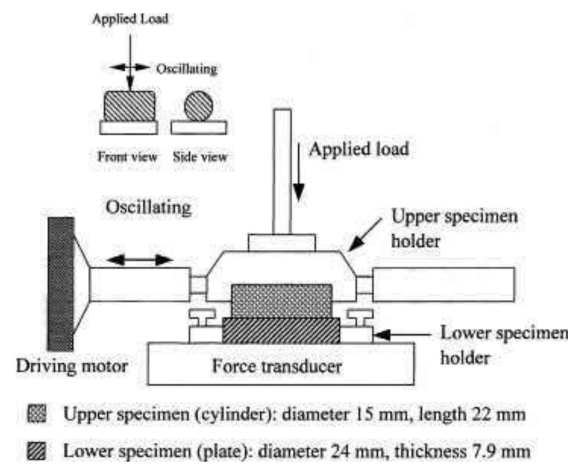 Applied Load
Oscillating
Front view
Side view
Applied load
Oscillating
Upper specimen
holder
Lower specimen
holder
Driving motor
Force transducer
Upper specimen (cylinder): diameter 15 mm, length 22 mm
Lower specimen (plate): diameter 24 mm, thickness 7.9 mm